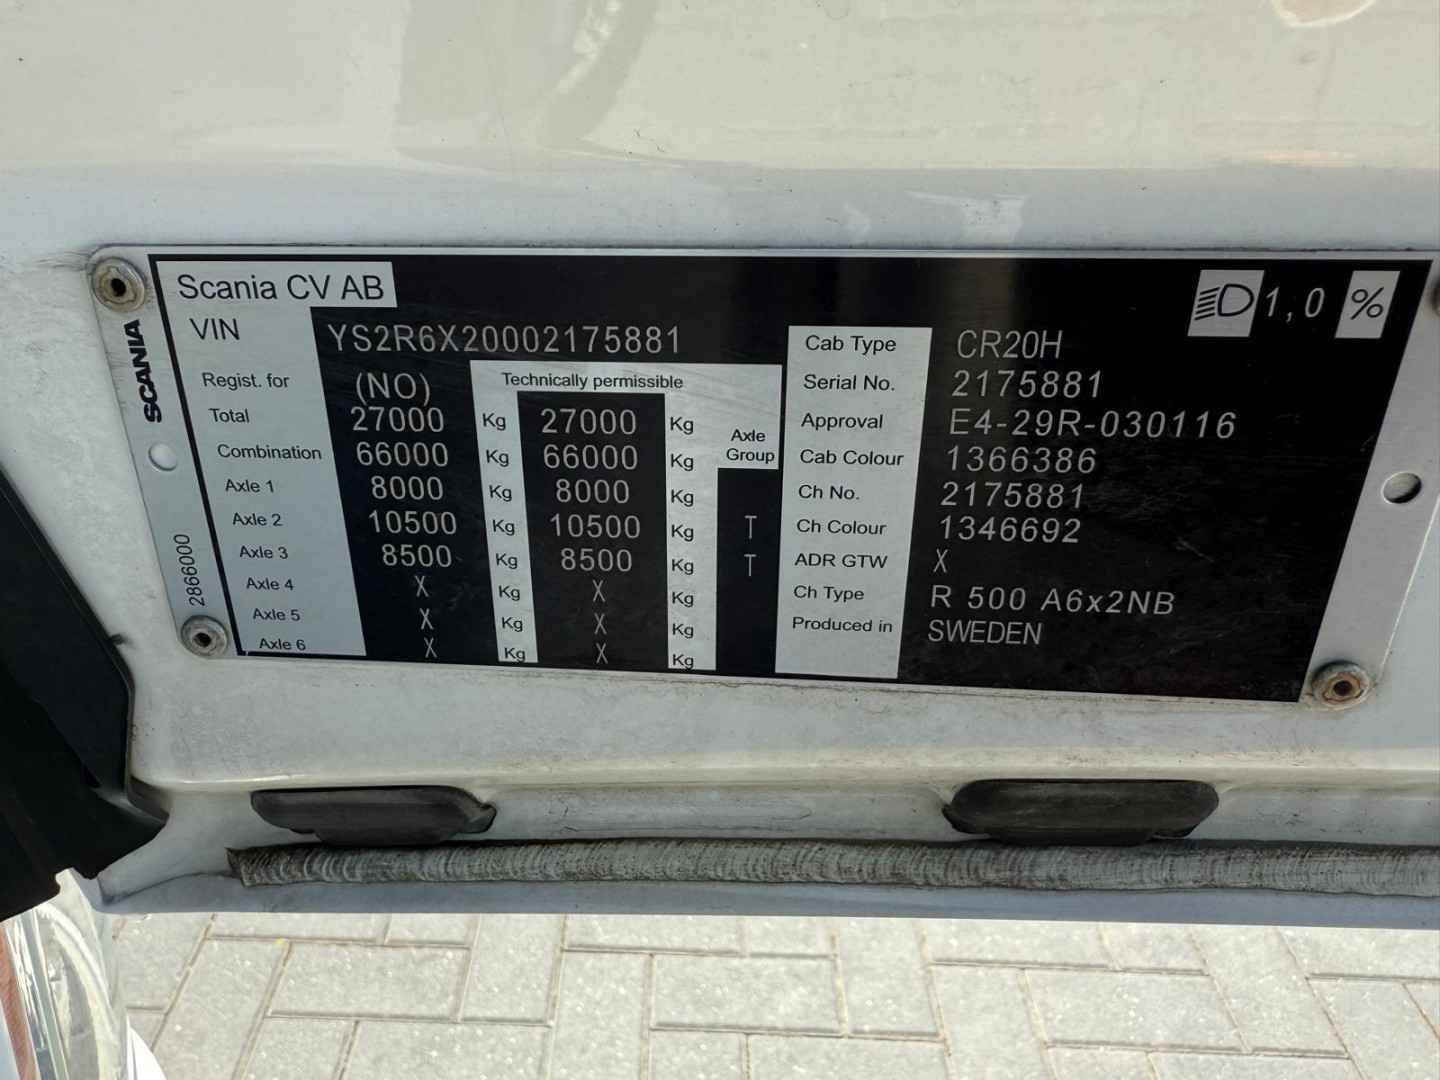 Scania CV AB
1,0 %
SCANIA
2866000
VIN YS2R6X20002175881
Regist. for (NO) Technically permissible
Total 27000 Kg 27000 Kg
Combination 66000 Kg 66000 Kg Axle Group
Axle 1 8000 Kg 8000 Kg
Axle 2 10500 Kg 10500 Kg T
Axle 3 8500 Kg 8500 Kg T
Axle 4 X Kg X Kg
Axle 5 X Kg X Kg
Axle 6 X Kg X Kg
Cab Type CR20H
Serial No. 2175881
Approval E4-29R-030116
Cab Colour 1366386
Ch No. 2175881
Ch Colour 1346692
ADR GTW X
Ch Type R 500 A6x2NB
Produced in SWEDEN